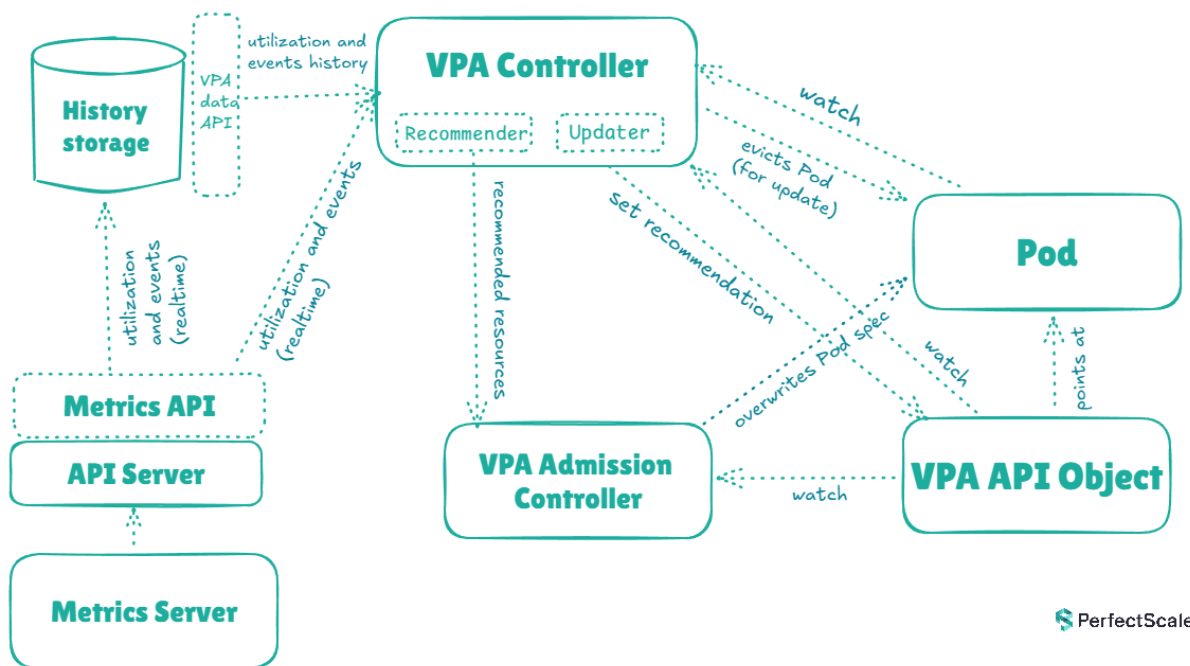 History
storage
VPA
data
API
utilization and
events history
VPA Controller
Recommender
Updater
watch
evicts Pod
(for update)
Pod
utilization
and events
(realtime)
utilization and events
(realtime)
recommended resources
set recommendation
overwrites Pod spec
watch
points at
Metrics API
API Server
Metrics Server
VPA Admission
Controller
watch
VPA API Object
PerfectScale